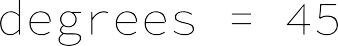 degrees = 45